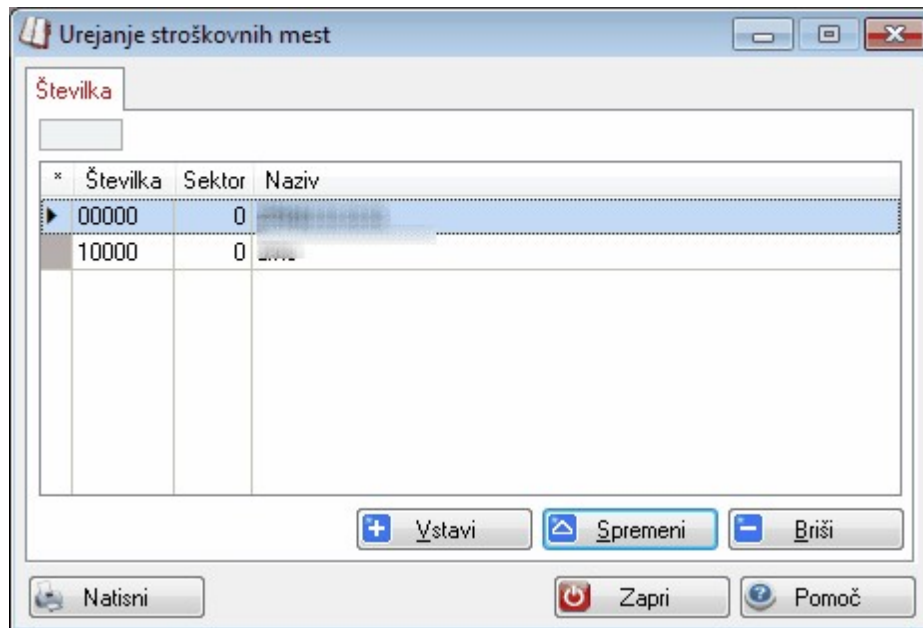 Urejanje stroškovnih mest
Številka
* Številka Sektor Naziv
00000 0
10000 0
Vstavi Spremeni Briši
Natisni Zapri Pomoč